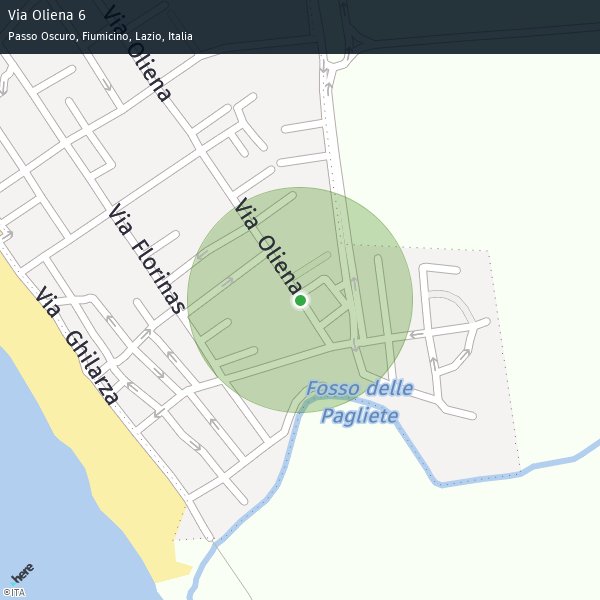 Via Oliena 6
Passo Oscuro, Fiumicino, Lazio, Italia
Via Oliena
Via Oliena
Via Florinas
Via Ghilarza
Fosso delle
Pagliete
here
©ITA